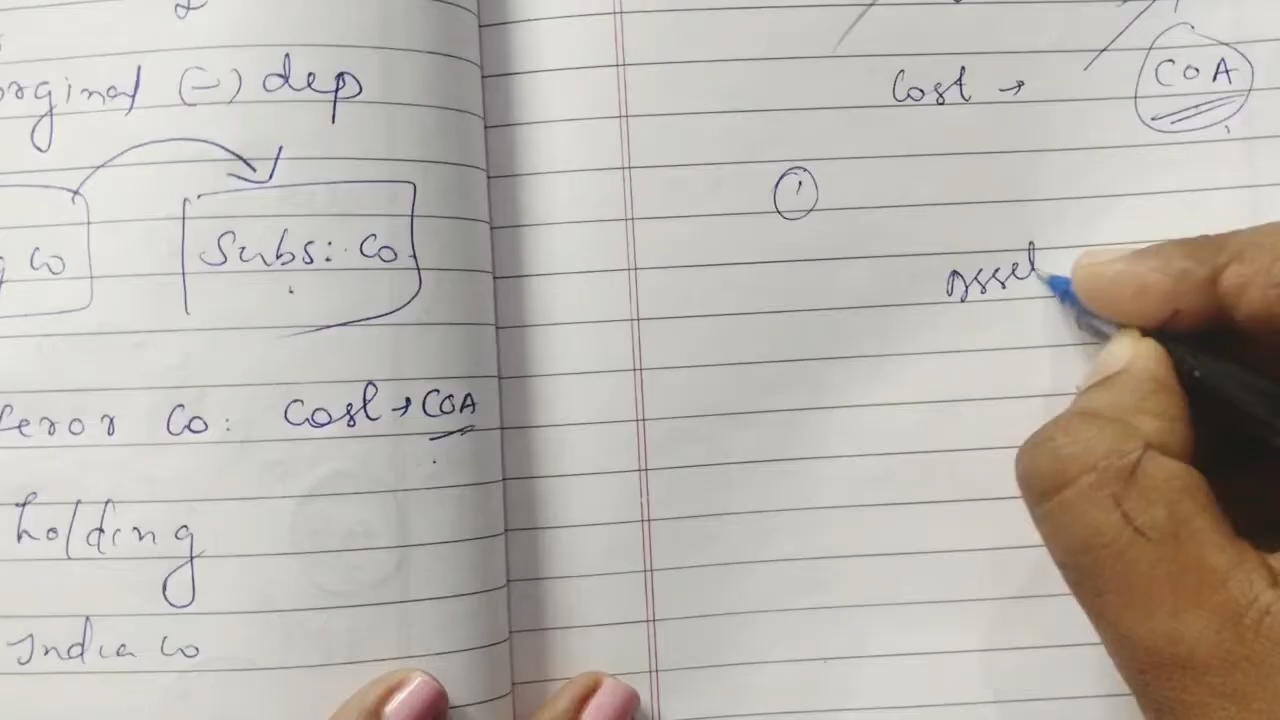 orginal (-) dep
g Co
Subs: Co
feror Co: Cost → COA
holding
India Co
Cost → COA
1
Asset